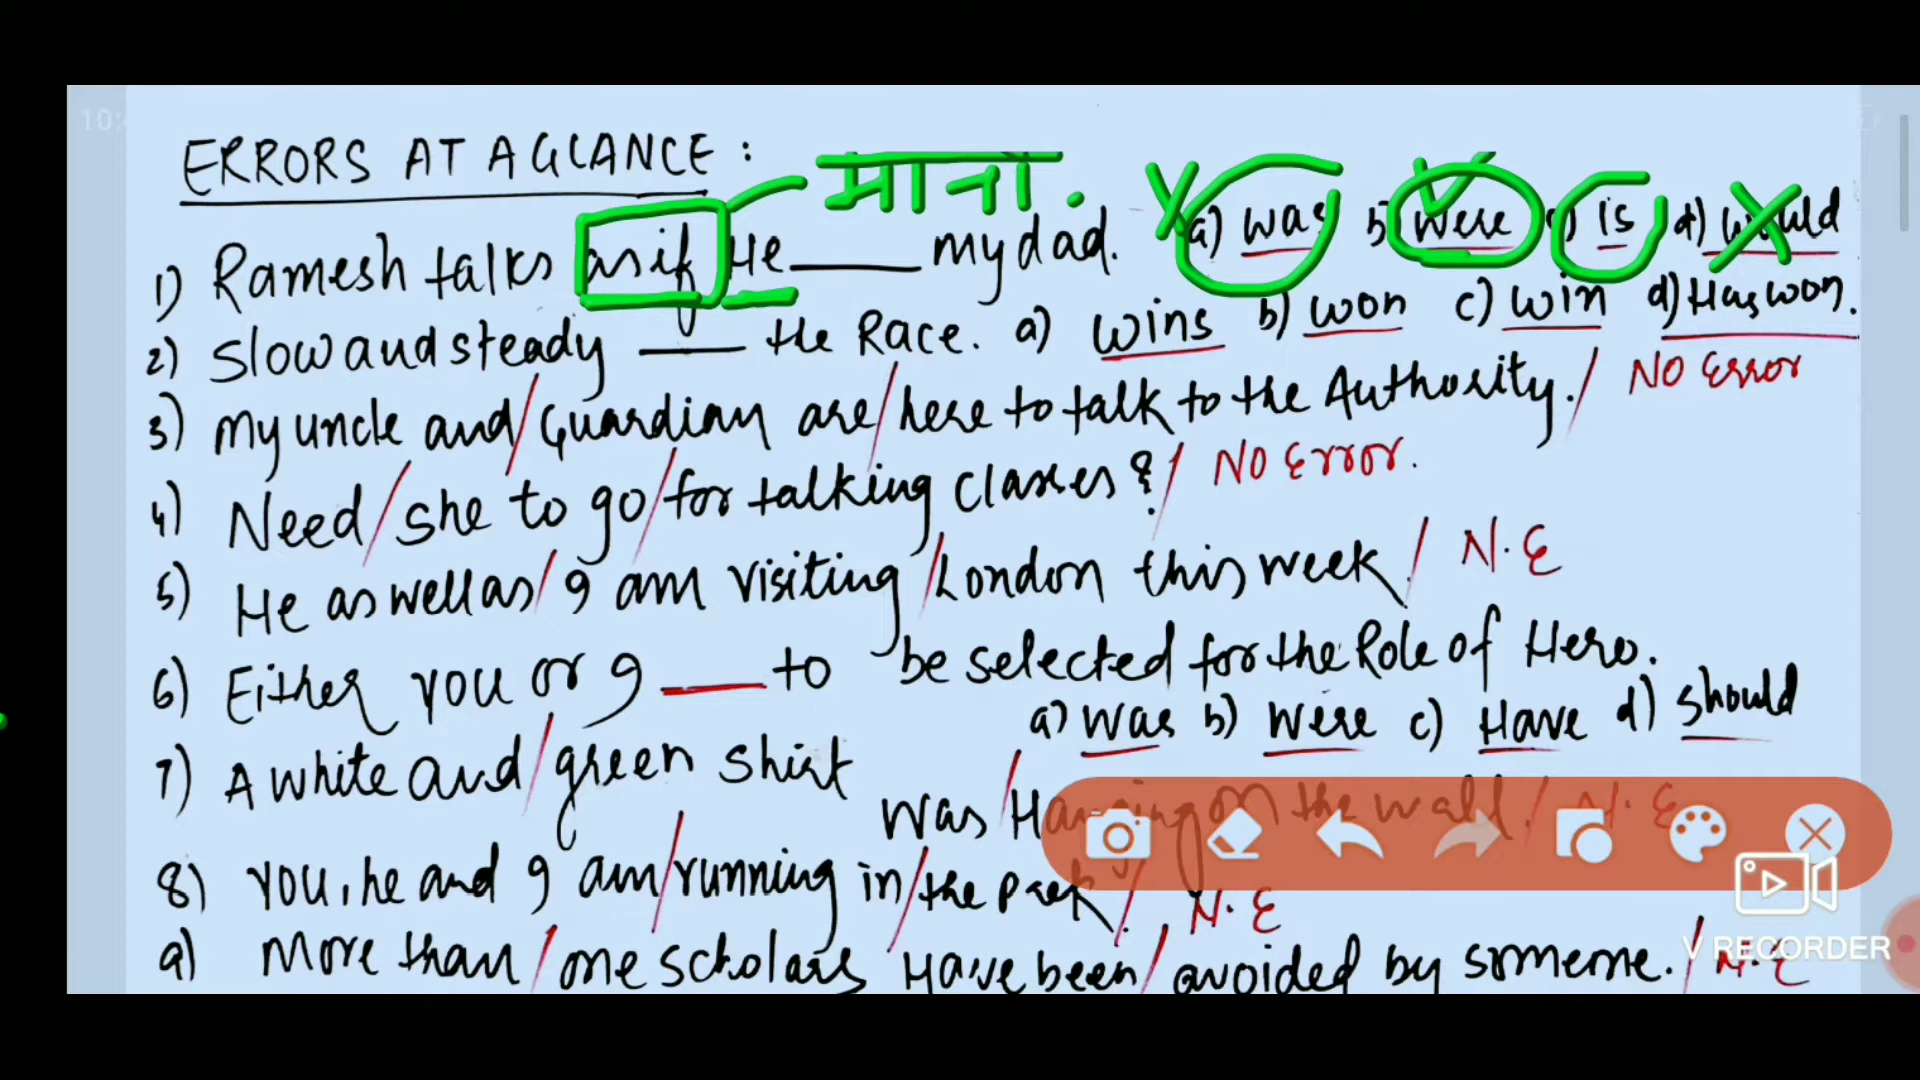 10:
ERRORS AT A GLANCE :
माना.
1) Ramesh talks as if He ____ my dad. a) was b) were c) is d) would
2) Slow and steady ____ the Race. a) wins b) won c) win d) Has won.
3) My uncle and / Guardian are / here to talk to the Authority. / NO Error
4) Need / she to go / for talking classes? / NO Error.
5) He as well as / I am visiting / London this week / N.E
6) Either you or I ____ to be selected for the Role of Hero.
a) was b) were c) Have d) should
7) A white and / green shirt was / Hanging on the wall. / N.E
8) You, he and I am / running in / the park / N.E
9) More than / one scholars Have been / avoided by someone. / N.E
V RECORDER